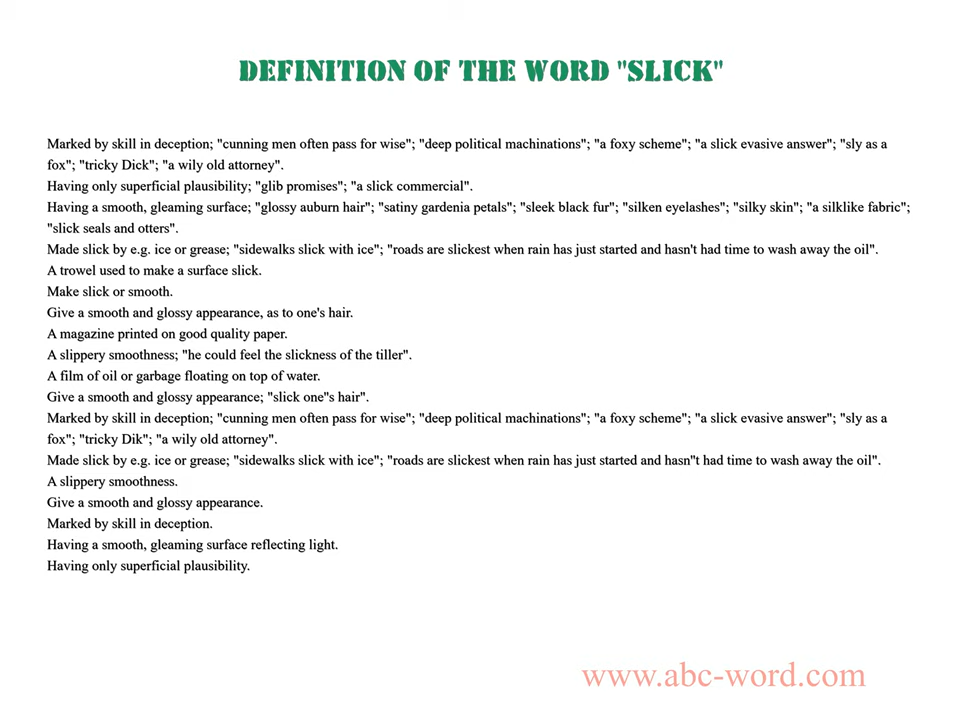 DEFINITION OF THE WORD "SLICK"
Marked by skill in deception; "cunning men often pass for wise"; "deep political machinations"; "a foxy scheme"; "a slick evasive answer"; "sly as a
fox"; "tricky Dick"; "a wily old attorney".
Having only superficial plausibility; "glib promises"; "a slick commercial".
Having a smooth, gleaming surface; "glossy auburn hair"; "satiny gardenia petals"; "sleek black fur"; "silken eyelashes"; "silky skin"; "a silklike fabric";
"slick seals and otters".
Made slick by e.g. ice or grease; "sidewalks slick with ice"; "roads are slickest when rain has just started and hasn't had time to wash away the oil".
A trowel used to make a surface slick.
Make slick or smooth.
Give a smooth and glossy appearance, as to one's hair.
A magazine printed on good quality paper.
A slippery smoothness; "he could feel the slickness of the tiller".
A film of oil or garbage floating on top of water.
Give a smooth and glossy appearance; "slick one"s hair".
Marked by skill in deception; "cunning men often pass for wise"; "deep political machinations"; "a foxy scheme"; "a slick evasive answer"; "sly as a
fox"; "tricky Dik"; "a wily old attorney".
Made slick by e.g. ice or grease; "sidewalks slick with ice"; "roads are slickest when rain has just started and hasn"t had time to wash away the oil".
A slippery smoothness.
Give a smooth and glossy appearance.
Marked by skill in deception.
Having a smooth, gleaming surface reflecting light.
Having only superficial plausibility.
www.abc-word.com